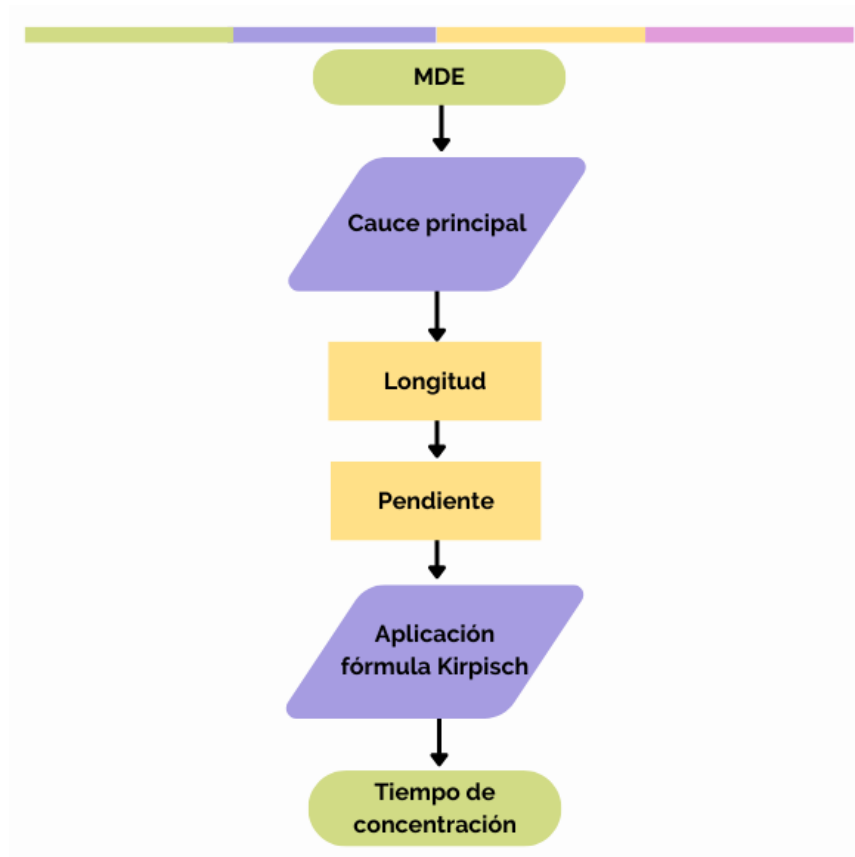 MDE
Cauce principal
Longitud
Pendiente
Aplicación
fórmula Kirpisch
Tiempo de
concentración